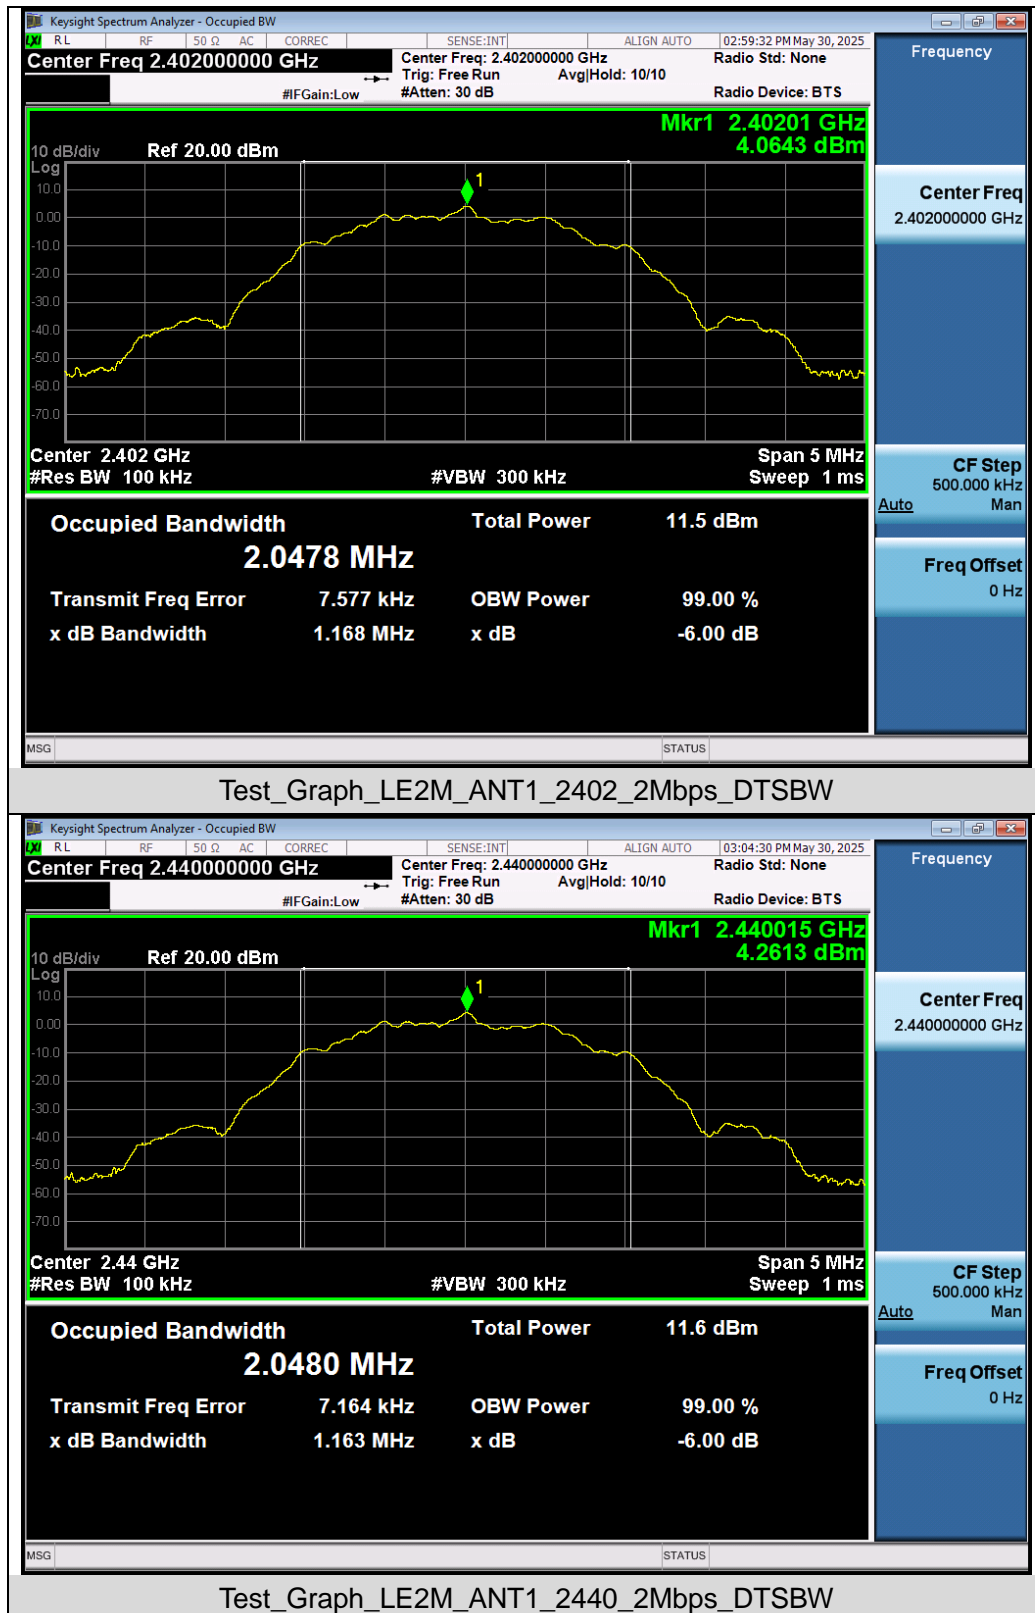 Keysight Spectrum Analyzer - Occupied BW
LXI RL RF 50 Ω AC CORREC SENSE:INT ALIGN AUTO 02:59:32 PM May 30, 2025
Center Freq 2.402000000 GHz
Center Freq: 2.402000000 GHz Radio Std: None
Trig: Free Run Avg|Hold: 10/10
#IFGain:Low #Atten: 30 dB Radio Device: BTS
Mkr1 2.40201 GHz
4.0643 dBm
10 dB/div Ref 20.00 dBm
Log
10.0
0.00
-10.0
-20.0
-30.0
-40.0
-50.0
-60.0
-70.0
1
Center 2.402 GHz Span 5 MHz
#Res BW 100 kHz #VBW 300 kHz Sweep 1 ms
Occupied Bandwidth Total Power 11.5 dBm
2.0478 MHz
Transmit Freq Error 7.577 kHz OBW Power 99.00 %
x dB Bandwidth 1.168 MHz x dB -6.00 dB
MSG STATUS
Frequency
Center Freq
2.402000000 GHz
CF Step
500.000 kHz
Auto Man
Freq Offset
0 Hz
Test_Graph_LE2M_ANT1_2402_2Mbps_DTSBW
Keysight Spectrum Analyzer - Occupied BW
LXI RL RF 50 Ω AC CORREC SENSE:INT ALIGN AUTO 03:04:30 PM May 30, 2025
Center Freq 2.440000000 GHz
Center Freq: 2.440000000 GHz Radio Std: None
Trig: Free Run Avg|Hold: 10/10
#IFGain:Low #Atten: 30 dB Radio Device: BTS
Mkr1 2.440015 GHz
4.2613 dBm
10 dB/div Ref 20.00 dBm
Log
10.0
0.00
-10.0
-20.0
-30.0
-40.0
-50.0
-60.0
-70.0
1
Center 2.44 GHz Span 5 MHz
#Res BW 100 kHz #VBW 300 kHz Sweep 1 ms
Occupied Bandwidth Total Power 11.6 dBm
2.0480 MHz
Transmit Freq Error 7.164 kHz OBW Power 99.00 %
x dB Bandwidth 1.163 MHz x dB -6.00 dB
MSG STATUS
Frequency
Center Freq
2.440000000 GHz
CF Step
500.000 kHz
Auto Man
Freq Offset
0 Hz
Test_Graph_LE2M_ANT1_2440_2Mbps_DTSBW